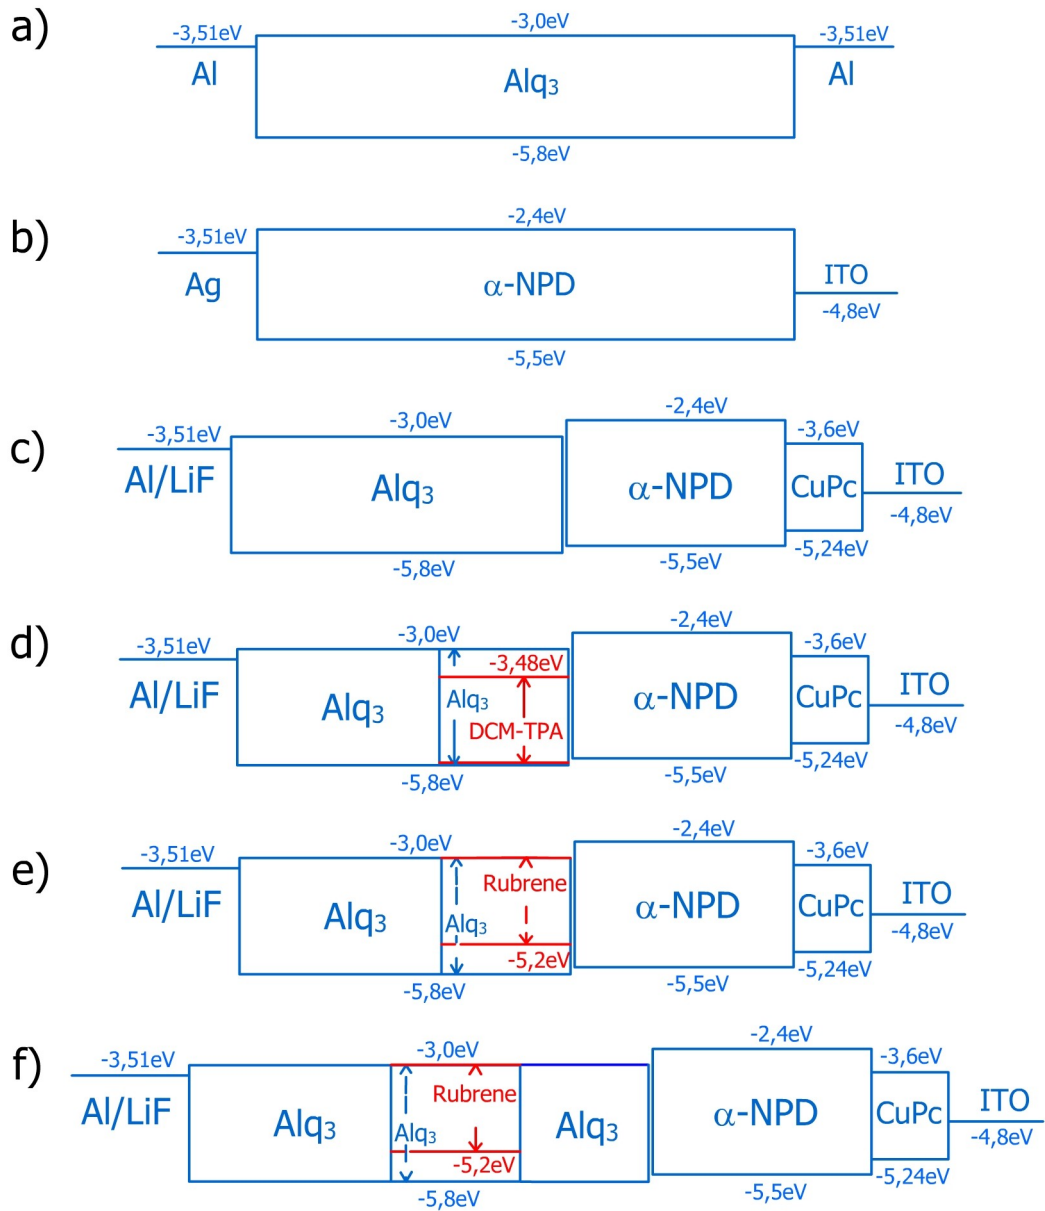 a)
-3,51eV
-3,0eV
-3,51eV
Al
Alq3
Al
-5,8eV
b)
-3,51eV
-2,4eV
Ag
α-NPD
ITO
-4,8eV
-5,5eV
c)
-3,51eV
-3,0eV
-2,4eV
-3,6eV
Al/LiF
Alq3
α-NPD
CuPc
ITO
-4,8eV
-5,8eV
-5,5eV
-5,24eV
d)
-3,51eV
-3,0eV
-2,4eV
-3,6eV
-3,48eV
Al/LiF
Alq3
Alq3
DCM-TPA
α-NPD
CuPc
ITO
-4,8eV
-5,8eV
-5,5eV
-5,24eV
e)
-3,51eV
-3,0eV
-2,4eV
-3,6eV
Rubrene
Al/LiF
Alq3
Alq3
α-NPD
CuPc
ITO
-4,8eV
-5,2eV
-5,8eV
-5,5eV
-5,24eV
f)
-3,51eV
-3,0eV
-2,4eV
-3,6eV
Rubrene
Al/LiF
Alq3
Alq3
Alq3
α-NPD
CuPc
ITO
-4,8eV
-5,2eV
-5,8eV
-5,5eV
-5,24eV